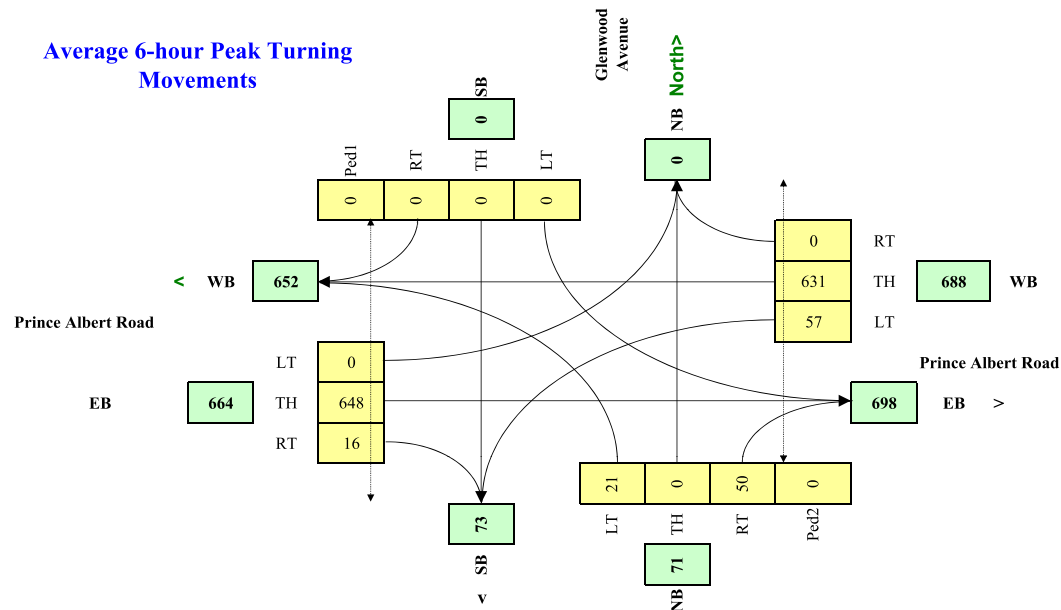 Average 6-hour Peak Turning
Movements
Glenwood
Avenue
North>
SB
0
NB
0
Ped1
RT
TH
LT
0
0
0
0
0
RT
< WB 652
631
TH
688
WB
57
LT
Prince Albert Road
Prince Albert Road
LT
0
EB
664
TH
648
698
EB >
RT
16
21
0
50
0
LT
TH
RT
Ped2
73
SB
v
71
NB